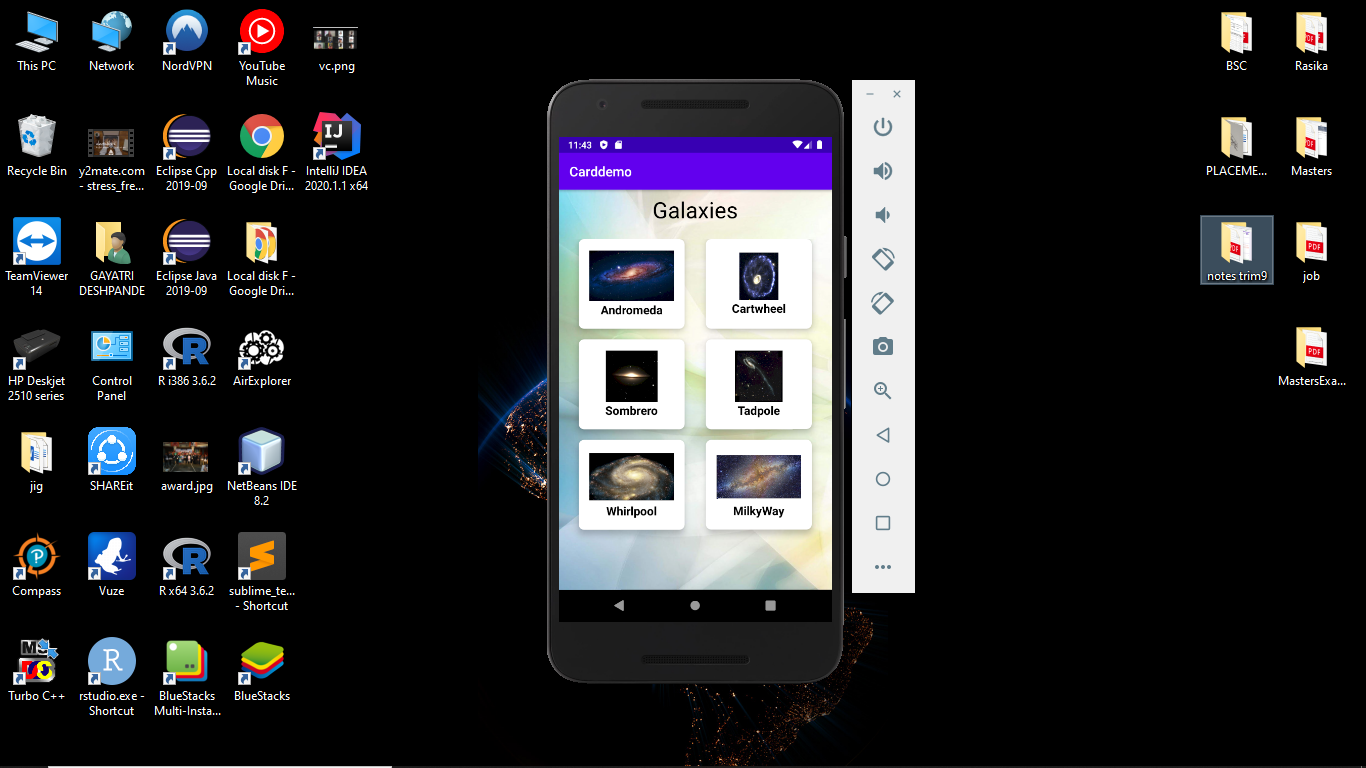 This PC
Network
NordVPN
YouTube
Music
vc.png
BSC
Rasika
Recycle Bin
y2mate.com
- stress_fre...
Eclipse Cpp
2019-09
Local disk F -
Google Dri...
IJ
IntelliJ IDEA
2020.1.1 x64
PLACEME...
PDF
Masters
TeamViewer
14
GAYATRI
DESHPANDE
Eclipse Java
2019-09
Local disk F -
Google Dri...
notes trim9
PDF
job
HP Deskjet
2510 series
Control
Panel
R
R i386 3.6.2
AirExplorer
PDF
MastersExa...
jig
SHAREit
award.jpg
NetBeans IDE
8.2
P
Compass
Vuze
R
R x64 3.6.2
S
sublime_te...
- Shortcut
Turbo C++
R
rstudio.exe -
Shortcut
BlueStacks
Multi-Insta...
BlueStacks
11:43
Carddemo
Galaxies
Andromeda
Cartwheel
Sombrero
Tadpole
Whirlpool
MilkyWay